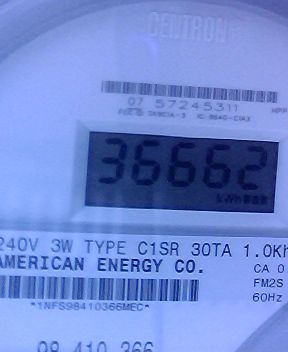 CENTRON
07 57245311
36662
kWh
240V 3W TYPE C1SR 30TA 1.0Kh
AMERICAN ENERGY CO.
CA 0
FM2S
60Hz
*1NFS98410366MEC*
98 410 366